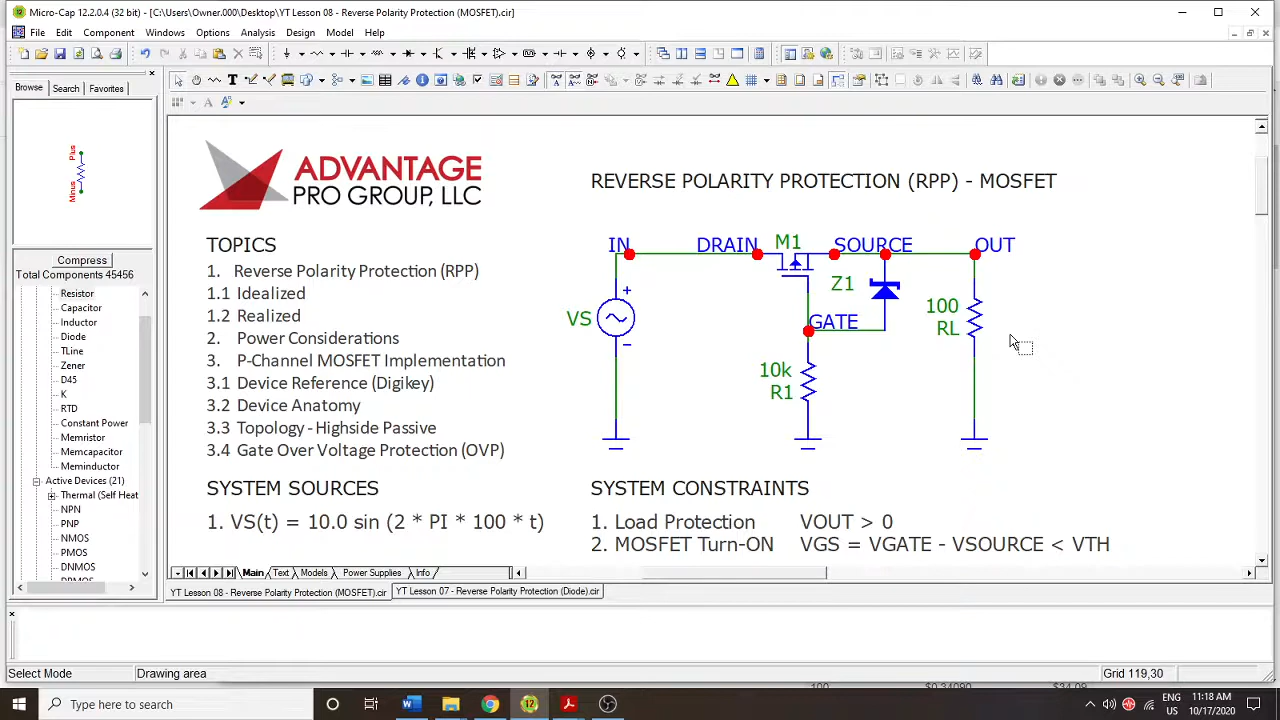 Micro-Cap 12.2.0.4 (32 bit) - [C:\Users\Owner.000\Desktop\YT Lesson 08 - Reverse Polarity Protection (MOSFET).cir]
File Edit Component Windows Options Analysis Design Model Help
Browse Search Favorites
Plus
Minus
Compress
Total Components 45456
Resistor
Capacitor
Inductor
Diode
TLine
Zener
D45
K
RTD
Constant Power
Memristor
Memcapacitor
Meminductor
Active Devices (21)
Thermal (Self Heat
NPN
PNP
NMOS
PMOS
DNMOS
DPMOS
ADVANTAGE
PRO GROUP, LLC
REVERSE POLARITY PROTECTION (RPP) - MOSFET
TOPICS
1. Reverse Polarity Protection (RPP)
1.1 Idealized
1.2 Realized
2. Power Considerations
3. P-Channel MOSFET Implementation
3.1 Device Reference (Digikey)
3.2 Device Anatomy
3.3 Topology - Highside Passive
3.4 Gate Over Voltage Protection (OVP)
IN DRAIN M1 SOURCE OUT
Z1
VS
GATE
100
RL
10k
R1
SYSTEM SOURCES
1. VS(t) = 10.0 sin (2 * PI * 100 * t)
SYSTEM CONSTRAINTS
1. Load Protection VOUT > 0
2. MOSFET Turn-ON VGS = VGATE - VSOURCE < VTH
Main Text Models Power Supplies Info
YT Lesson 08 - Reverse Polarity Protection (MOSFET).cir YT Lesson 07 - Reverse Polarity Protection (Diode).cir
Select Mode Drawing area Grid 119,30
Type here to search
ENG
US
11:18 AM
10/17/2020